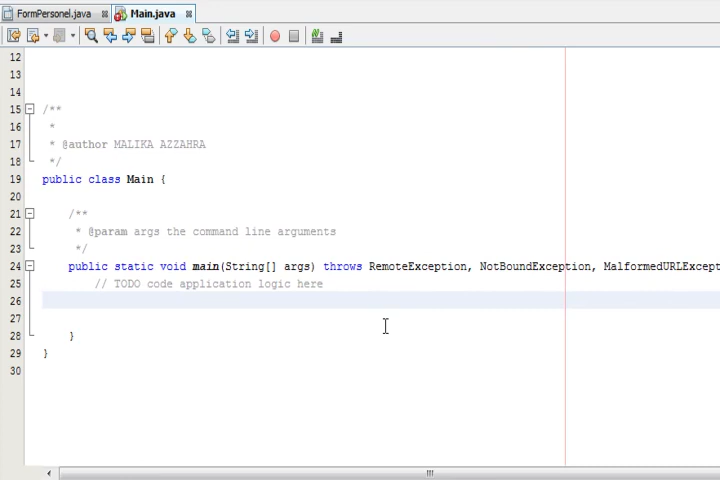 FormPersonel.java Main.java
12
13
14
15 /**
16 *
17 * @author MALIKA AZZAHRA
18 */
19 public class Main {
20
21 /**
22 * @param args the command line arguments
23 */
24 public static void main(String[] args) throws RemoteException, NotBoundException, MalformedURLExcept
25 // TODO code application logic here
26
27
28 }
29 }
30